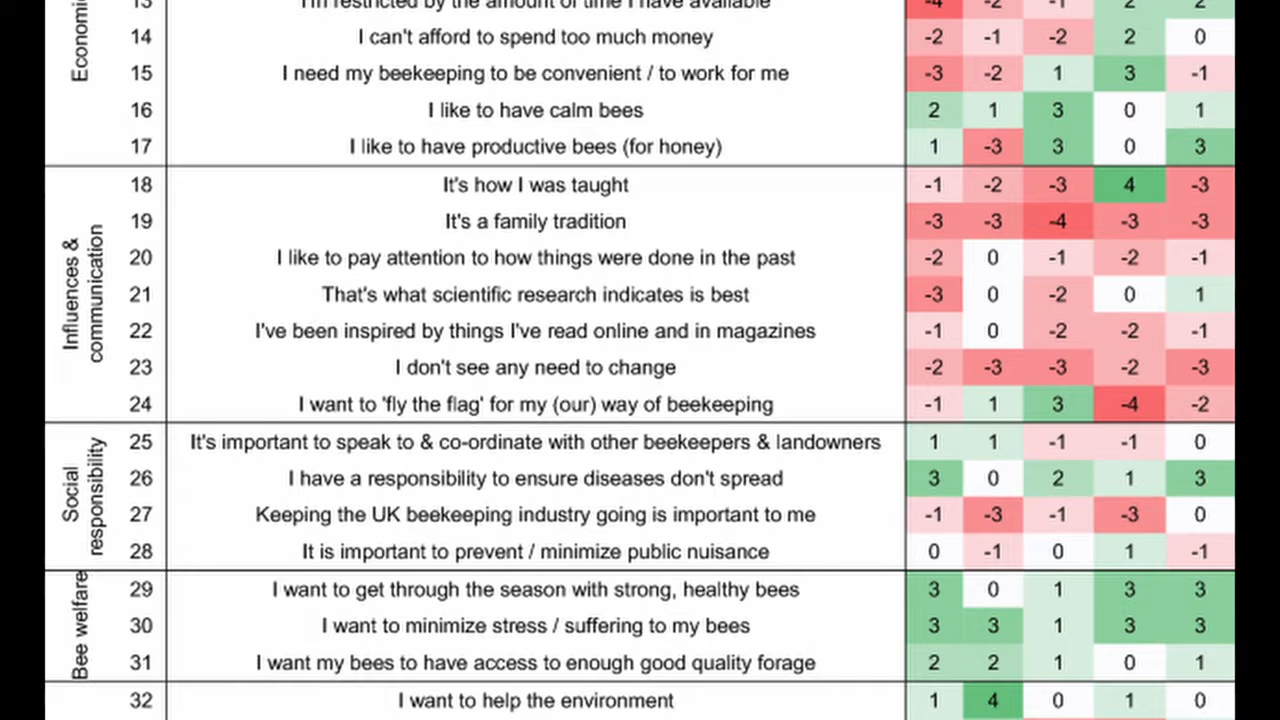 Economic
13 I'm restricted by the amount of time I have available -4 -2 -1 2 2
14 I can't afford to spend too much money -2 -1 -2 2 0
15 I need my beekeeping to be convenient / to work for me -3 -2 1 3 -1
16 I like to have calm bees 2 1 3 0 1
17 I like to have productive bees (for honey) 1 -3 3 0 3
Influences &
communication
18 It's how I was taught -1 -2 -3 4 -3
19 It's a family tradition -3 -3 -4 -3 -3
20 I like to pay attention to how things were done in the past -2 0 -1 -2 -1
21 That's what scientific research indicates is best -3 0 -2 0 1
22 I've been inspired by things I've read online and in magazines -1 0 -2 -2 -1
23 I don't see any need to change -2 -3 -3 -2 -3
24 I want to 'fly the flag' for my (our) way of beekeeping -1 1 3 -4 -2
Social
responsibility
25 It's important to speak to & co-ordinate with other beekeepers & landowners 1 1 -1 -1 0
26 I have a responsibility to ensure diseases don't spread 3 0 2 1 3
27 Keeping the UK beekeeping industry going is important to me -1 -3 -1 -3 0
28 It is important to prevent / minimize public nuisance 0 -1 0 1 -1
Bee welfare
29 I want to get through the season with strong, healthy bees 3 0 1 3 3
30 I want to minimize stress / suffering to my bees 3 3 1 3 3
31 I want my bees to have access to enough good quality forage 2 2 1 0 1
32 I want to help the environment 1 4 0 1 0